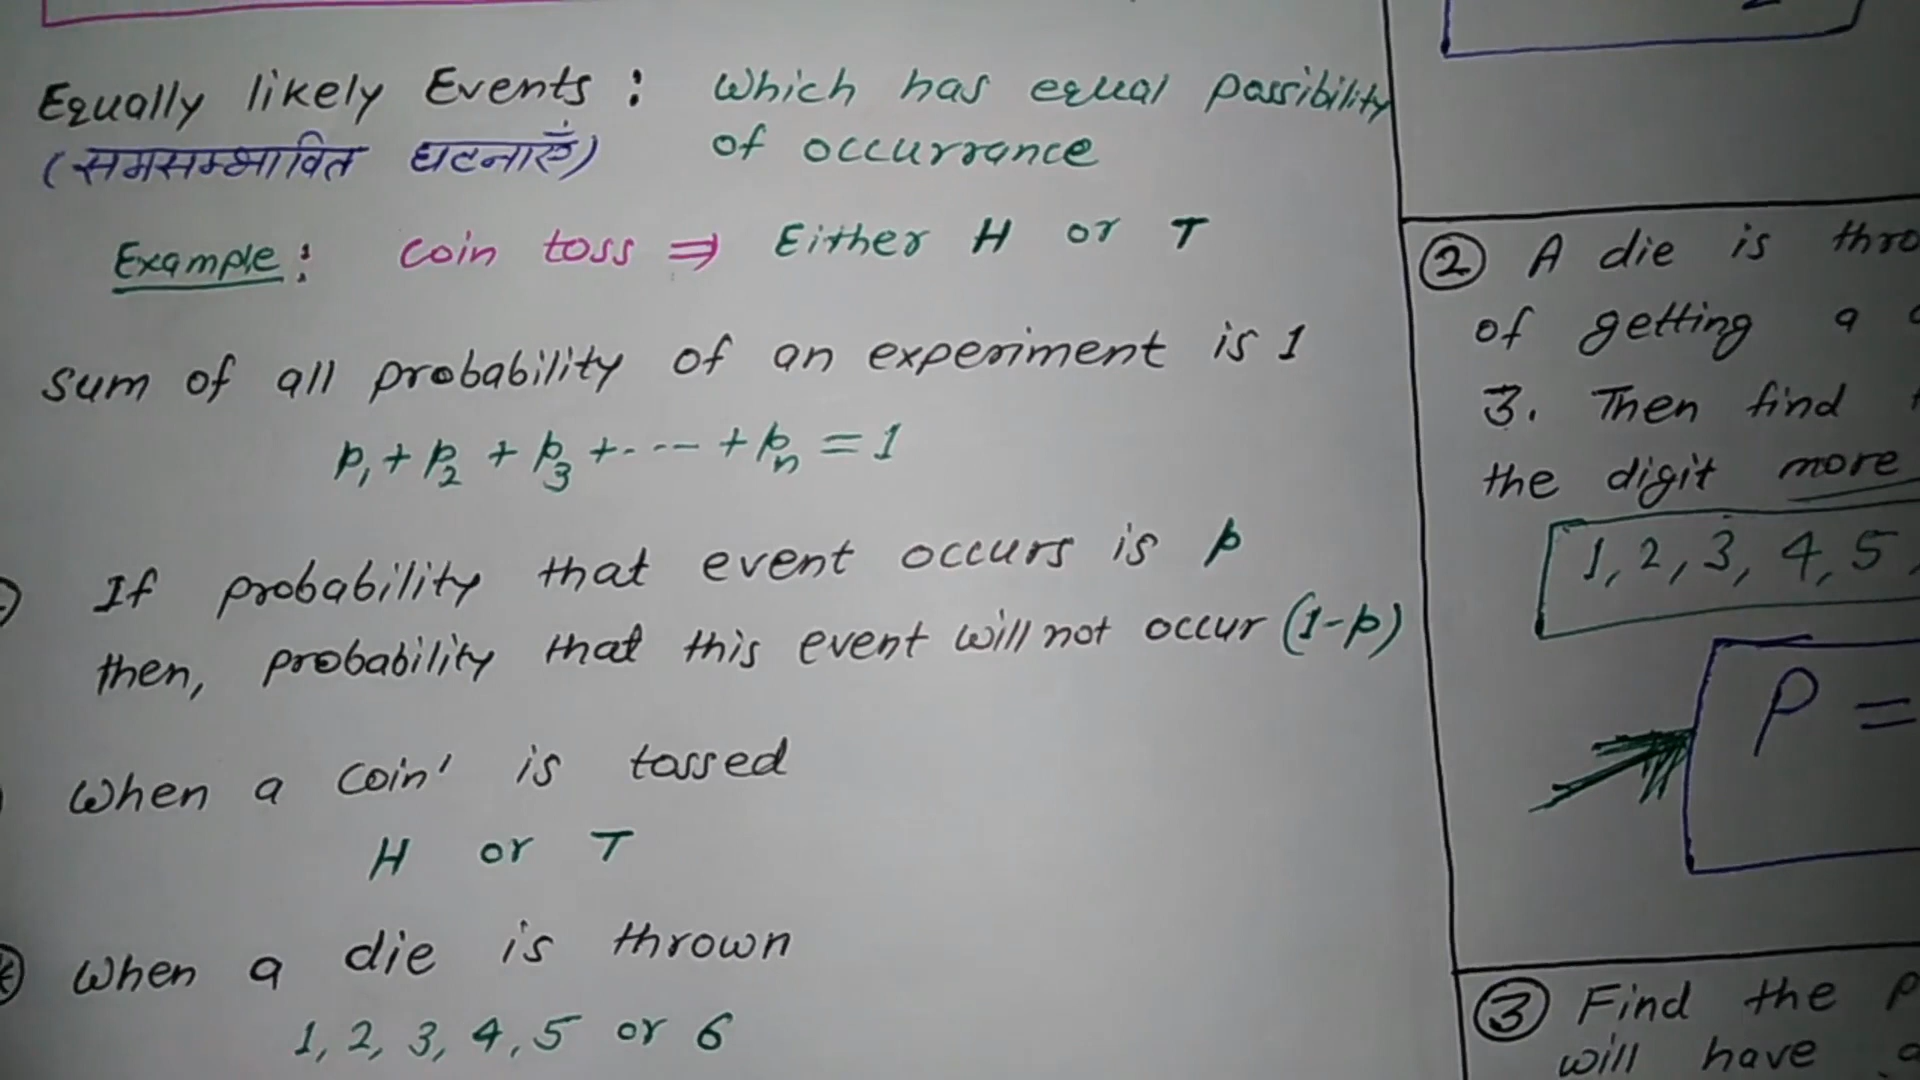 Equally likely Events : Which has equal possibility
(समसम्भावित घटनाएँ) of occurrance
Example : coin toss ⇒ Either H or T
Sum of all probability of an experiment is 1
p₁ + p₂ + p₃ + ---- + pₙ = 1
If probability that event occurs is p
then, probability that this event will not occur (1-p)
When a coin is tossed
H or T
When a die is thrown
1, 2, 3, 4, 5 or 6
② A die is
of getting a
3. Then find
the digit more
1, 2, 3, 4, 5,
P =
③ Find the
will have